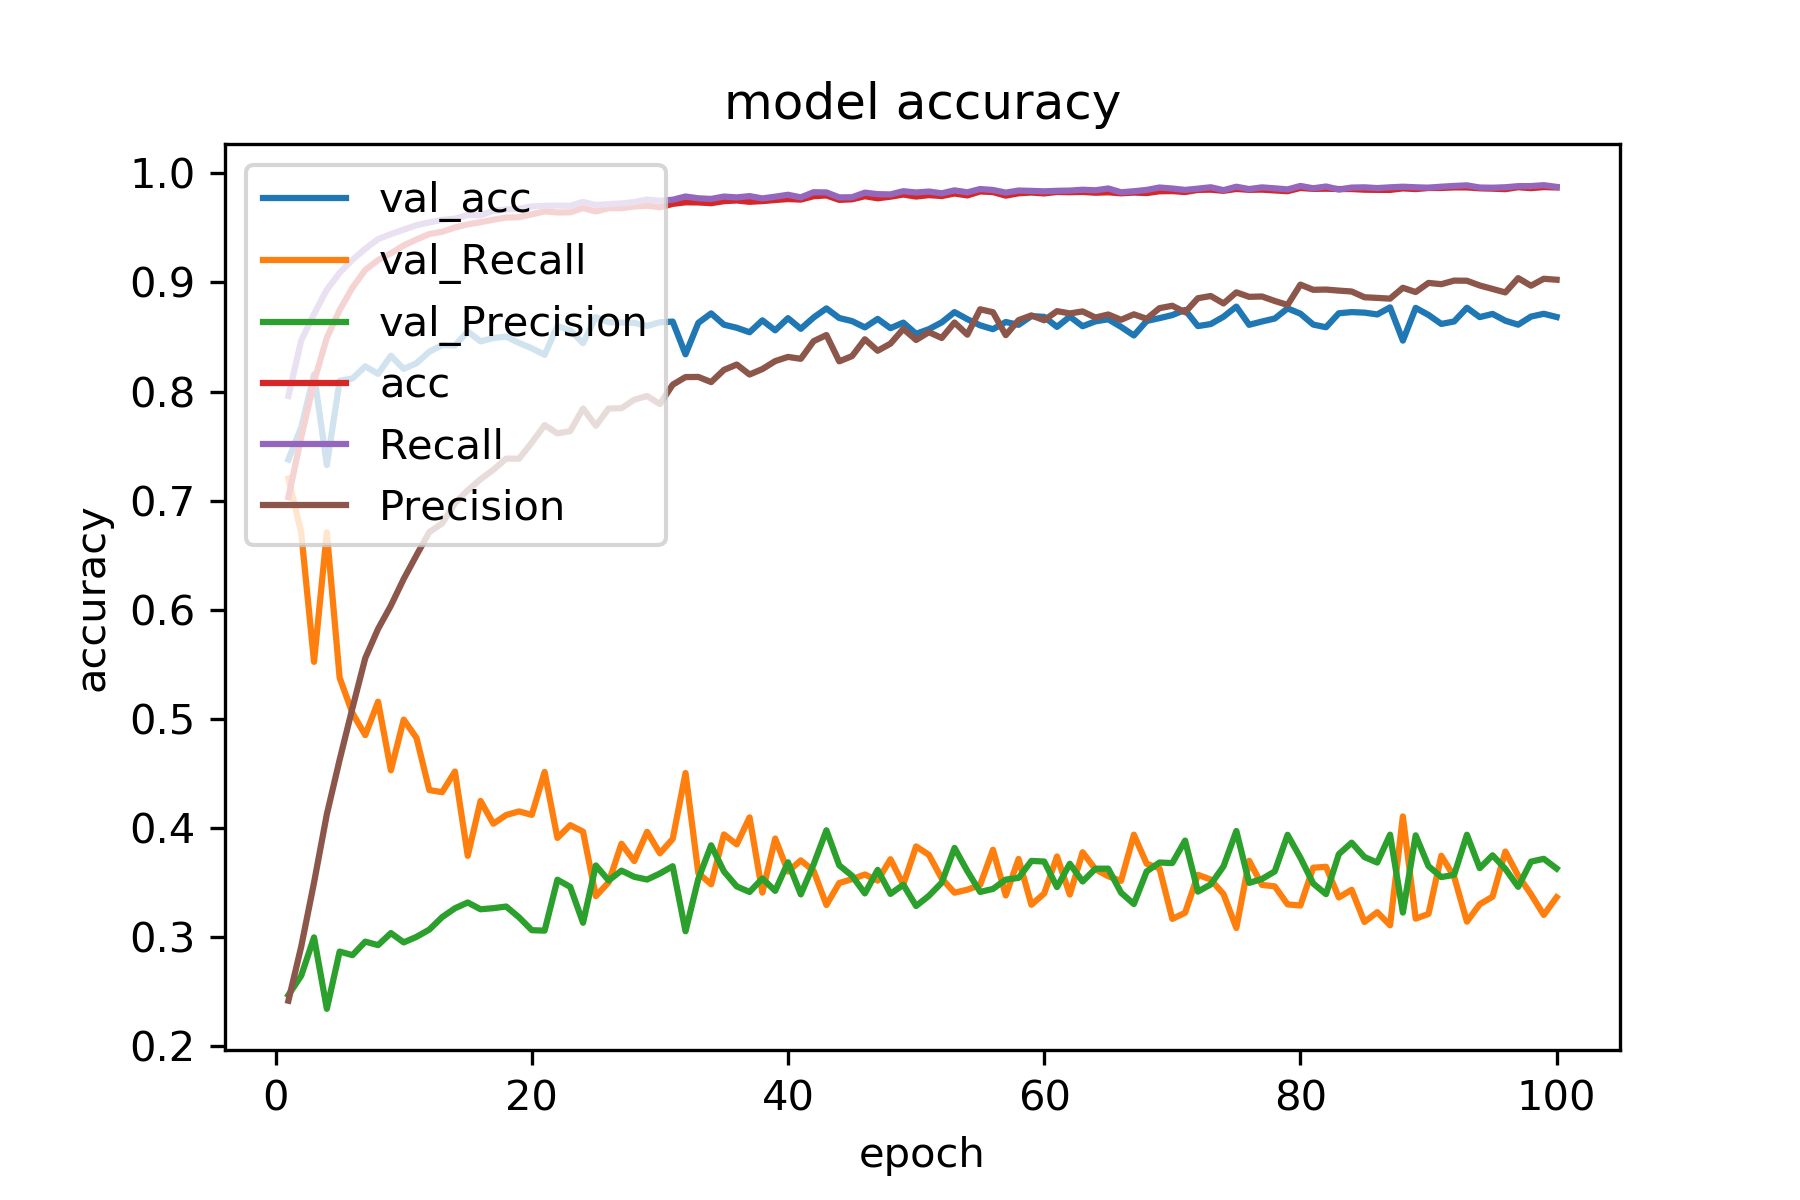 model accuracy
val_acc
val_Recall
val_Precision
acc
Recall
Precision
accuracy
1.0
0.9
0.8
0.7
0.6
0.5
0.4
0.3
0.2
0 20 40 60 80 100
epoch